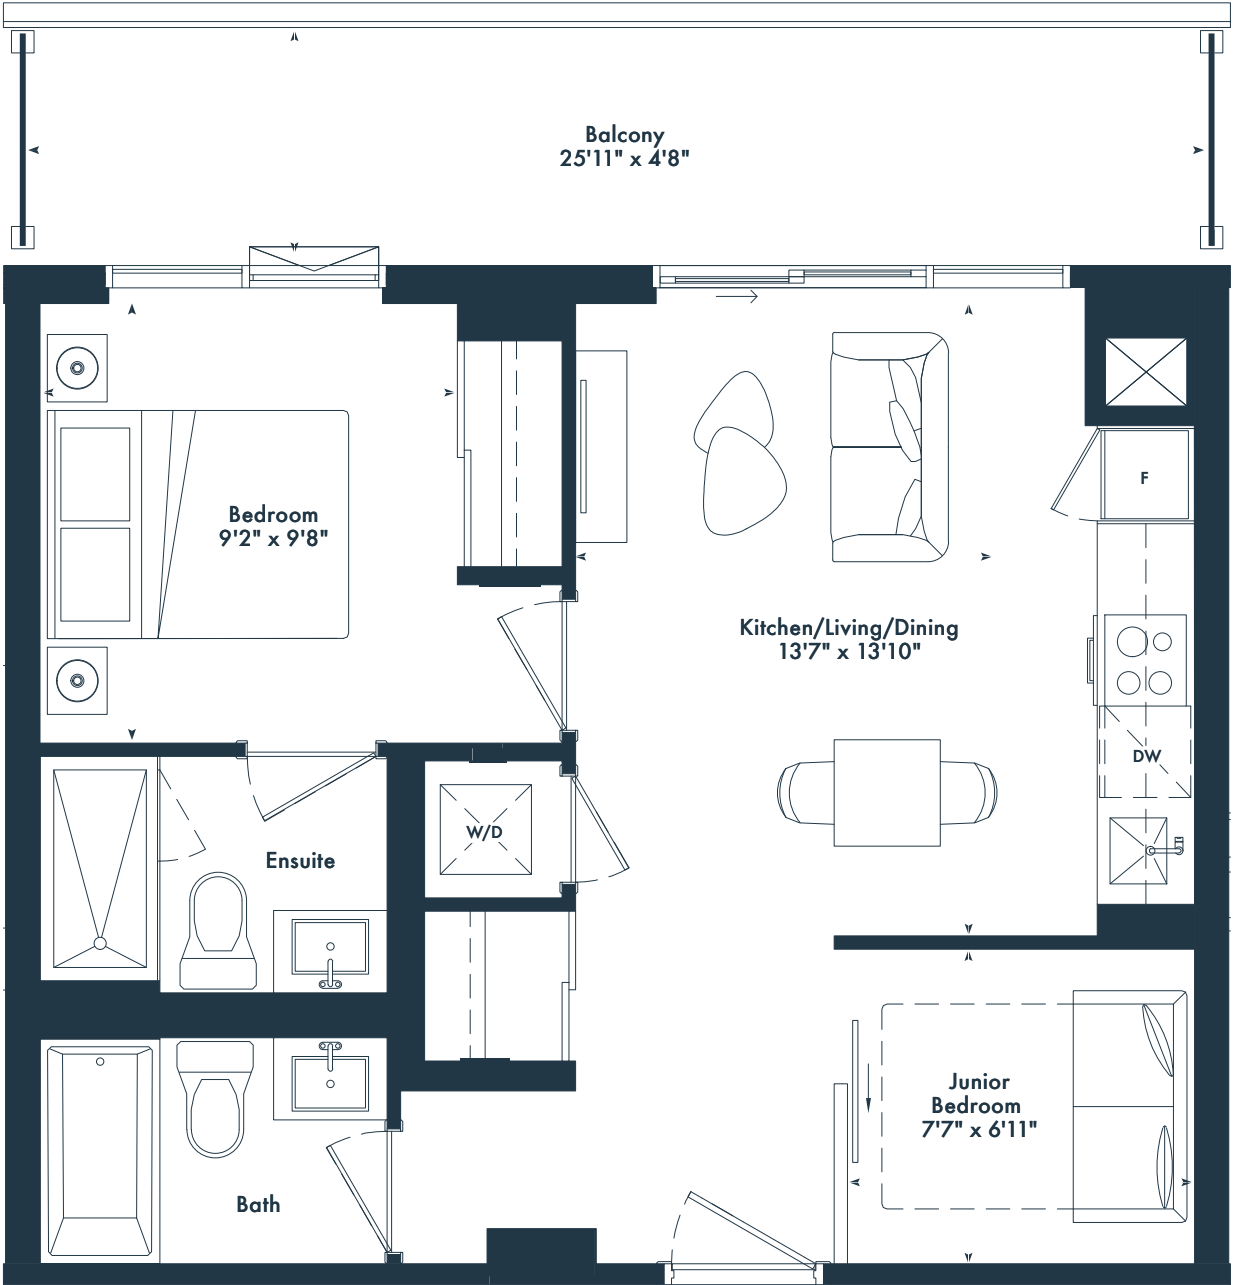 Balcony
25'11" x 4'8"
F
Bedroom
9'2" x 9'8"
Kitchen/Living/Dining
13'7" x 13'10"
DW
W/D
Ensuite
Junior
Bedroom
7'7" x 6'11"
Bath